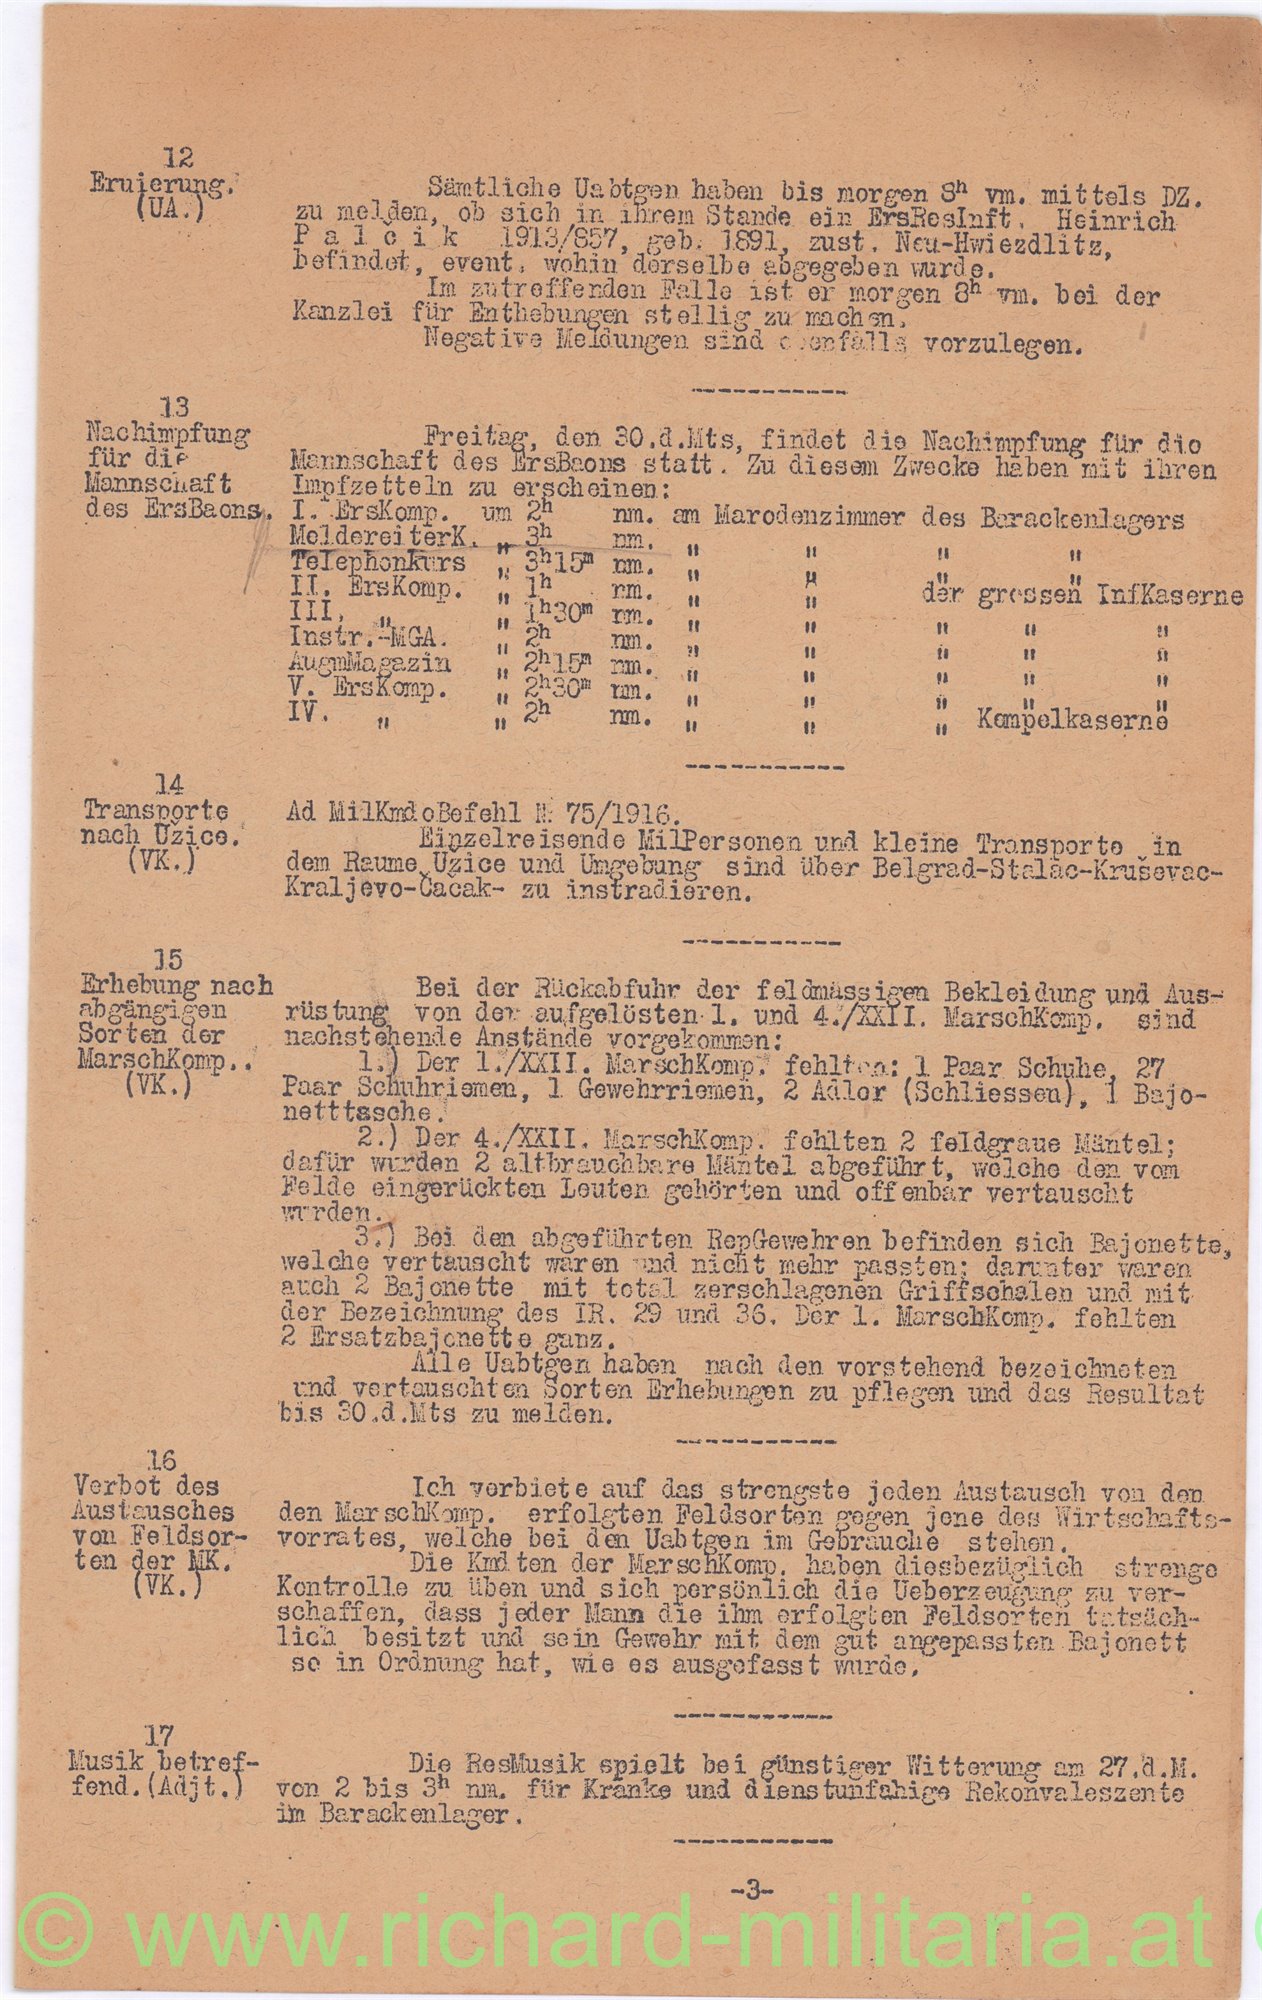 12
Eruierung.
(UA.)
Sämtliche Uabtgen haben bis morgen 8h vm. mittels DZ.
zu melden, ob sich in ihrem Stande ein ErsResInft. Heinrich
P a l č i k 1913/857, geb. 1891, zust. Neu-Hwiezdlitz,
befindet, event. wohin derselbe abgegeben wurde.
Im zutreffenden Falle ist er morgen 8h vm. bei der
Kanzlei für Enthebungen stellig zu machen.
Negative Meldungen sind ebenfalls vorzulegen.
13
Nachimpfung
für die
Mannschaft
des ErsBaons.
Freitag, den 30.d.Mts, findet die Nachimpfung für die
Mannschaft des ErsBaons statt. Zu diesem Zwecke haben mit ihren
Impfzetteln zu erscheinen:
I. ErsKomp. um 2h nm. am Marodenzimmer des Barackenlagers
MeldereiterK. " 3h nm. " " " "
Telephonkurs " 3h15m nm. " " " "
II. ErsKomp. " 1h nm. " " der grossen InfKaserne
III. " " 1h30m nm. " " " " "
Instr.-MGA. " 2h nm. " " " " "
AugmMagazin " 2h15m nm. " " " " "
V. ErsKomp. " 2h30m nm. " " " " "
IV. " " 2h nm. " " " Kempelkaserne
14
Transporte
nach Užice.
(VK.)
Ad MilKmdoBefehl N: 75/1916.
Einzelreisende MilPersonen und kleine Transporte in
dem Raume Užice und Umgebung sind über Belgrad-Stalač-Kruševac-
Kraljevo-Čacak- zu instradieren.
15
Erhebung nach
abgängigen
Sorten der
MarschKomp..
(VK.)
Bei der Rückabfuhr der feldmässigen Bekleidung und Aus-
rüstung von den aufgelösten 1. und 4./XXII. MarschKomp. sind
nachstehende Anstände vorgekommen:
1.) Der 1./XXII. MarschKomp. fehlten: 1 Paar Schuhe, 27
Paar Schuhriemen, 1 Gewehrriemen, 2 Adler (Schliessen), 1 Bajo-
netttasche.
2.) Der 4./XXII. MarschKomp. fehlten 2 feldgraue Mäntel;
dafür wurden 2 altbrauchbare Mäntel abgeführt, welche den vom
Felde eingerückten Leuten gehörten und offenbar vertauscht
wurden.
3.) Bei den abgeführten RepGewehren befinden sich Bajonette,
welche vertauscht waren und nicht mehr passten; darunter waren
auch 2 Bajonette mit total zerschlagenen Griffschalen und mit
der Bezeichnung des IR. 29 und 36. Der 1. MarschKomp. fehlten
2 Ersatzbajonette ganz.
Alle Uabtgen haben nach den vorstehend bezeichneten
und vertauschten Sorten Erhebungen zu pflegen und das Resultat
bis 30.d.Mts zu melden.
16
Verbot des
Austausches
von Feldsor-
ten der MK.
(VK.)
Ich verbiete auf das strengste jeden Austausch von den
den MarschKomp. erfolgten Feldsorten gegen jene des Wirtschafts-
vorrates, welche bei den Uabtgen im Gebrauche stehen.
Die Kmdten der MarschKomp. haben diesbezüglich strenge
Kontrolle zu üben und sich persönlich die Ueberzeugung zu ver-
schaffen, dass jeder Mann die ihm erfolgten Feldsorten tatsäch-
lich besitzt und sein Gewehr mit dem gut angepassten Bajonett
so in Ordnung hat, wie es ausgefasst wurde.
17
Musik betref-
fend.(Adjt.)
Die ResMusik spielt bei günstiger Witterung am 27.d.M.
von 2 bis 3h nm. für Kranke und dienstunfahige Rekonvaleszente
im Barackenlager.
-3-
© www.richard-militaria.at ©